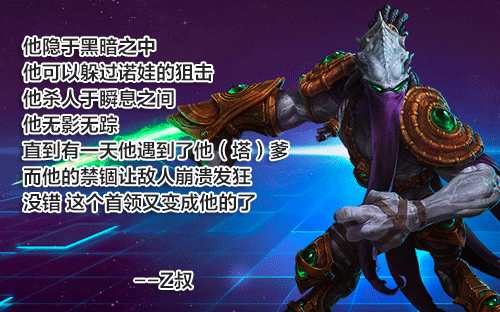 他隐于黑暗之中
他可以躲过诺娃的狙击
他杀人于瞬息之间
他无影无踪
直到有一天他遇到了他（塔）爹
而他的禁锢让敌人崩溃发狂
没错 这个首领又变成他的了
--Z叔